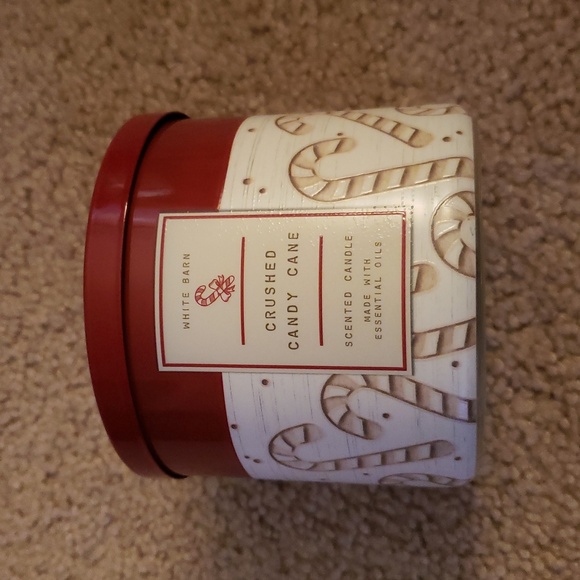 WHITE BARN
CRUSHED
CANDY CANE
SCENTED CANDLE
MADE WITH
ESSENTIAL OILS